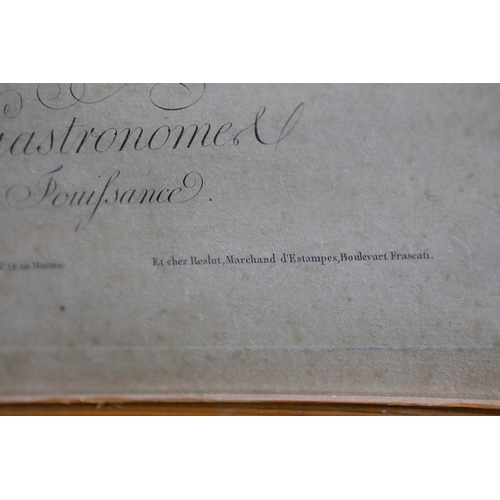 astronome
Jouißance.
Et chez Reslut, Marchand d'Estampes, Boulevart Frascati.